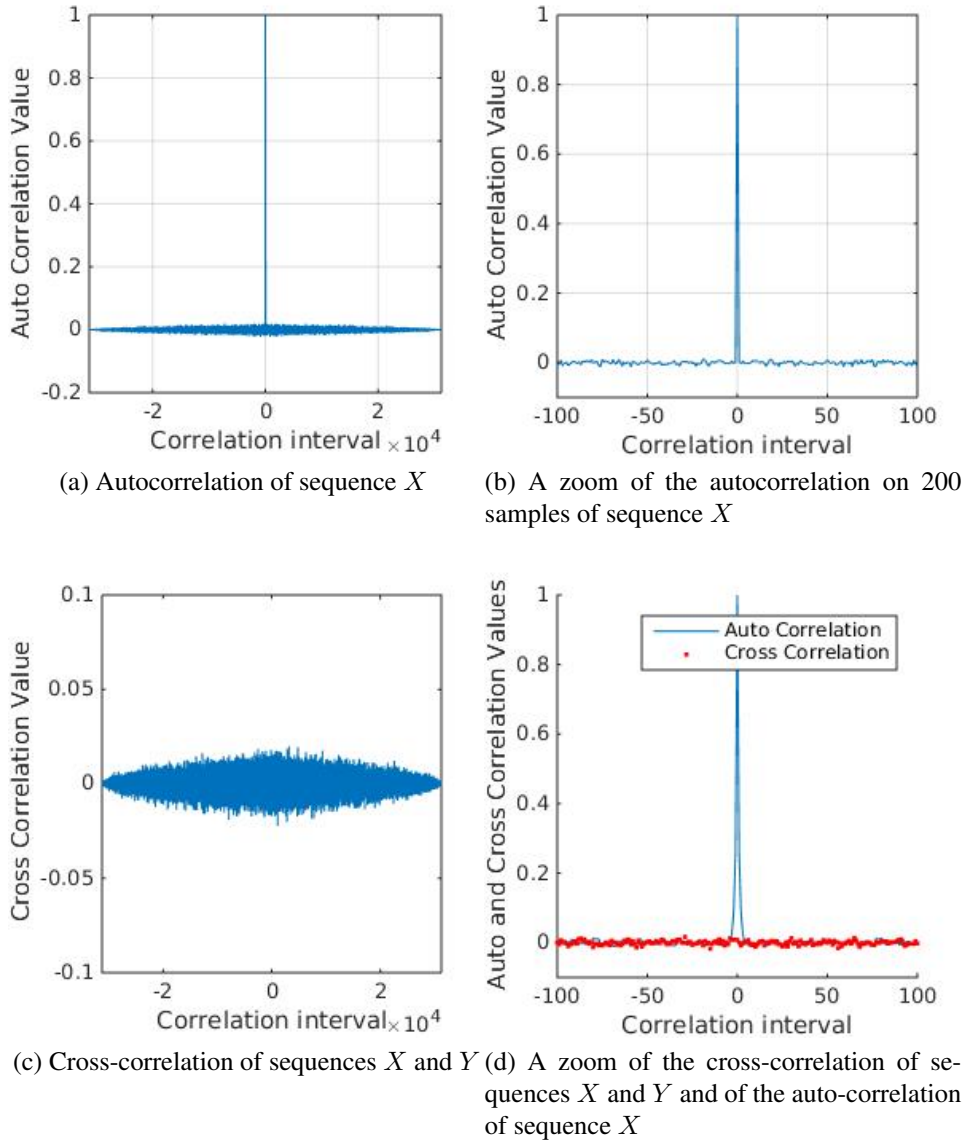 Auto Correlation Value
1
0.8
0.6
0.4
0.2
0
-0.2
-2
0
2
Correlation interval ×10^4
(a) Autocorrelation of sequence X
Auto Correlation Value
1
0.8
0.6
0.4
0.2
0
-100
-50
0
50
100
Correlation interval
(b) A zoom of the autocorrelation on 200
samples of sequence X
Cross Correlation Value
0.1
0.05
0
-0.05
-0.1
-2
0
2
Correlation interval ×10^4
(c) Cross-correlation of sequences X and Y
Auto and Cross Correlation Values
1
0.8
0.6
0.4
0.2
0
Auto Correlation
Cross Correlation
-100
-50
0
50
100
Correlation interval
(d) A zoom of the cross-correlation of se-
quences X and Y and of the auto-correlation
of sequence X